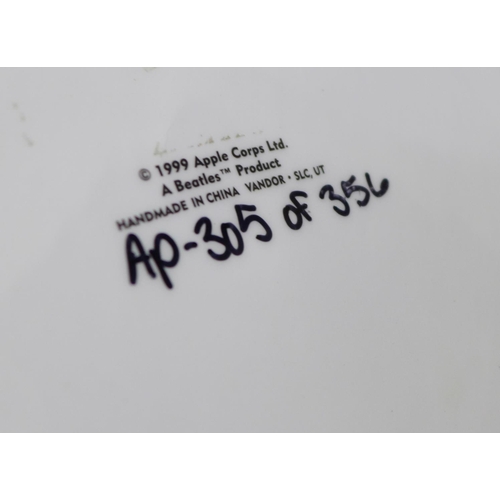 © 1999 Apple Corps Ltd.
A Beatles™ Product
HANDMADE IN CHINA VANDOR • SLC, UT
AP-305 of 356